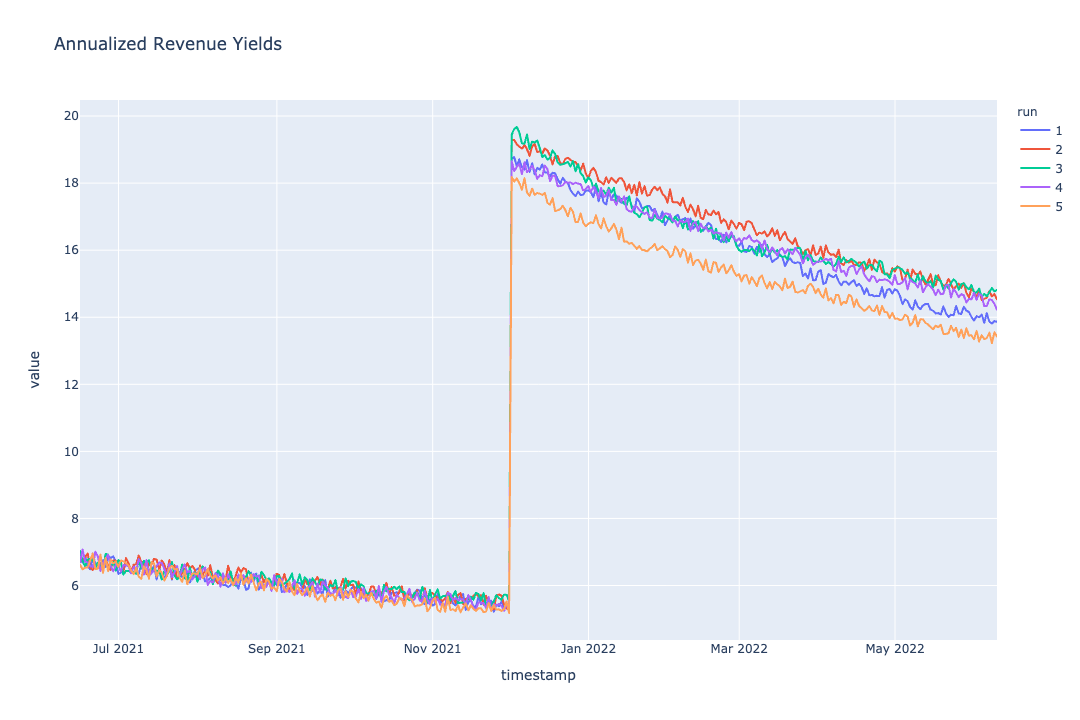 Annualized Revenue Yields
run
1
2
3
4
5
value
20
18
16
14
12
10
8
6
Jul 2021
Sep 2021
Nov 2021
Jan 2022
Mar 2022
May 2022
timestamp